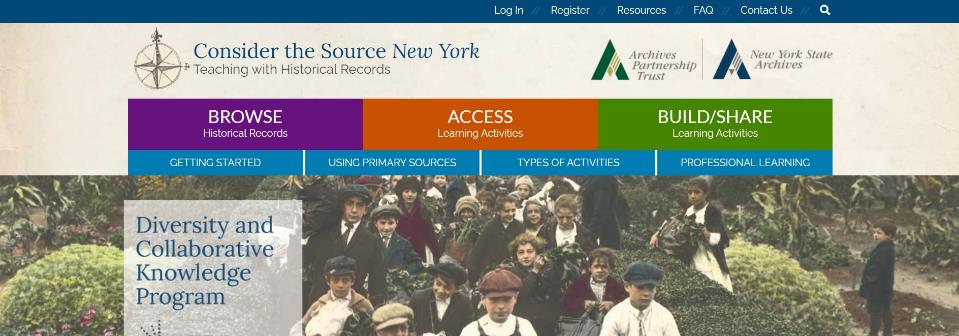 Log In // Register // Resources // FAQ // Contact Us //
Consider the Source New York
Teaching with Historical Records
Archives
Partnership
Trust
New York State
Archives
BROWSE
Historical Records
ACCESS
Learning Activities
BUILD/SHARE
Learning Activities
GETTING STARTED
USING PRIMARY SOURCES
TYPES OF ACTIVITIES
PROFESSIONAL LEARNING
Diversity and
Collaborative
Knowledge
Program